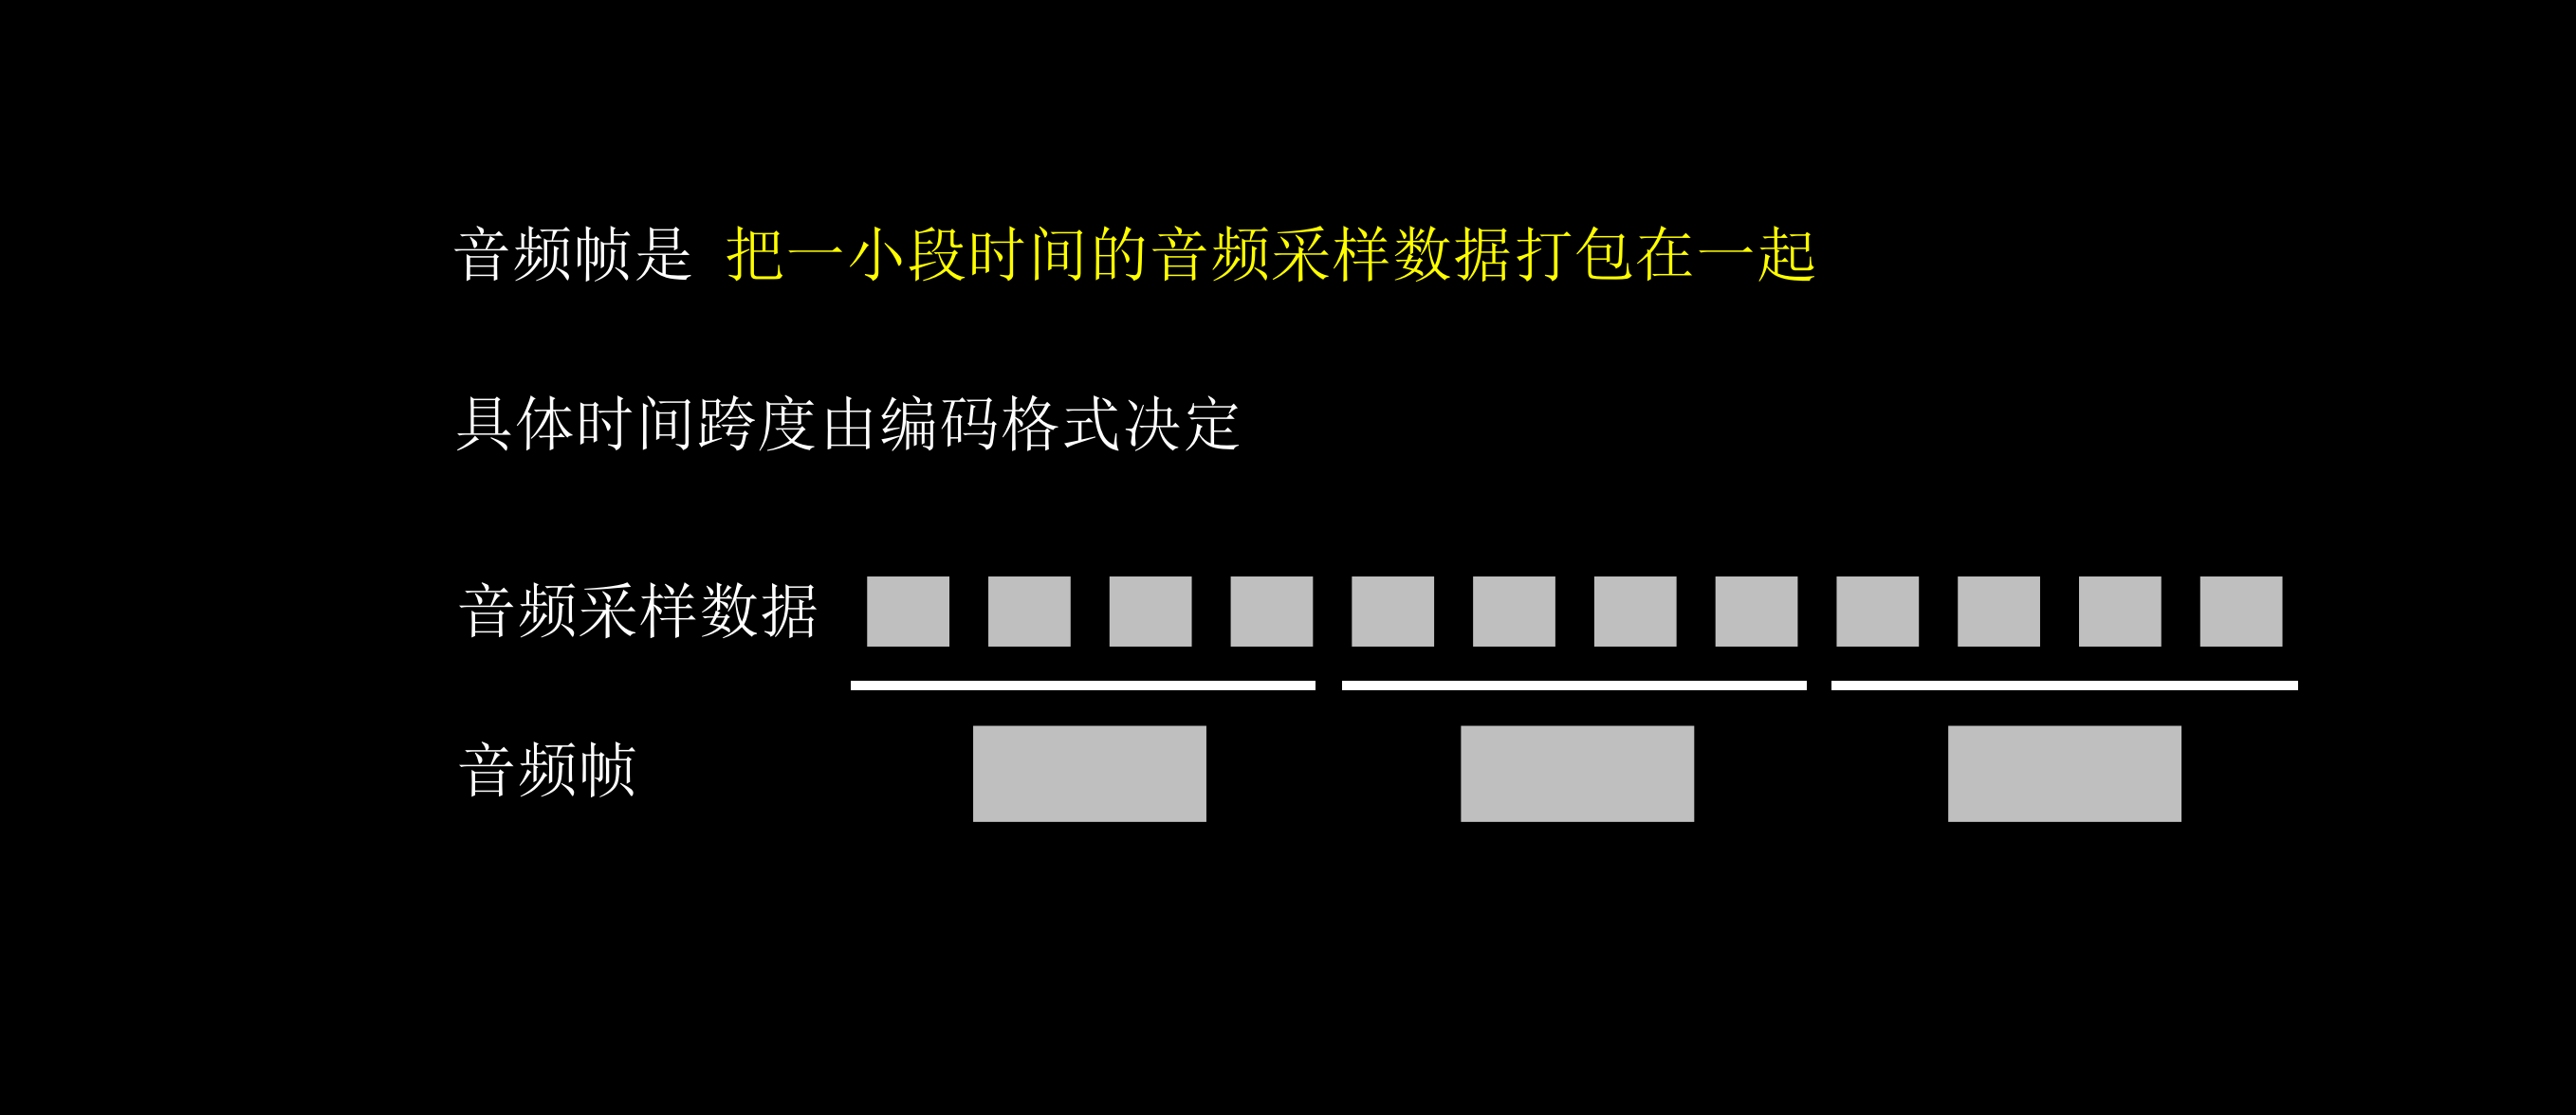 音频帧是 把一小段时间的音频采样数据打包在一起
具体时间跨度由编码格式决定
音频采样数据
音频帧